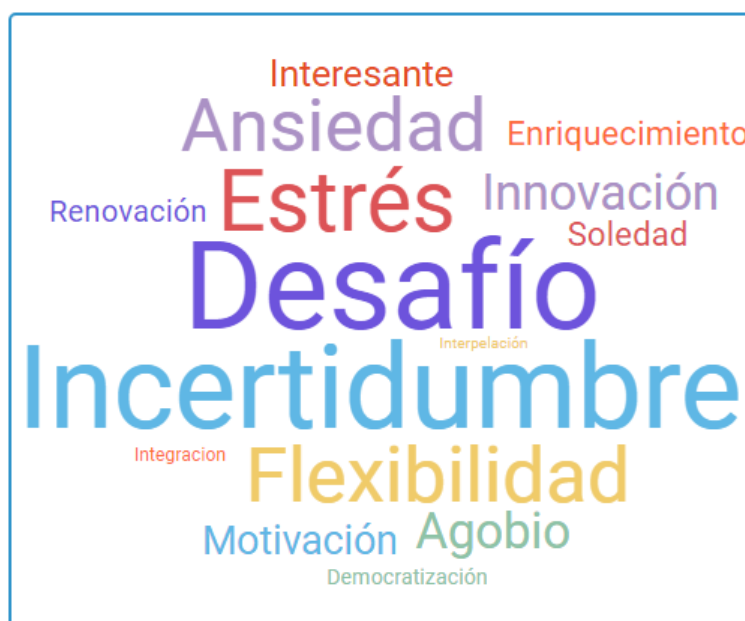 Interesante
Ansiedad
Enriquecimiento
Estrés
Innovación
Renovación
Soledad
Desafío
Interpelación
Incertidumbre
Integracion
Flexibilidad
Motivación
Agobio
Democratización